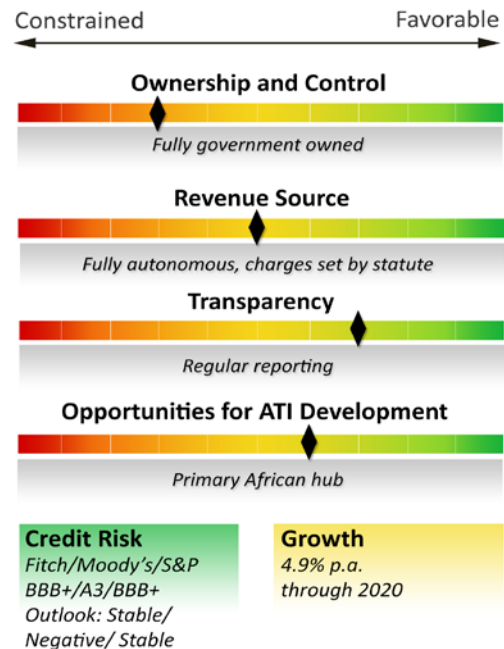 Constrained Favorable
Ownership and Control
Fully government owned
Revenue Source
Fully autonomous, charges set by statute
Transparency
Regular reporting
Opportunities for ATI Development
Primary African hub
Credit Risk
Fitch/Moody's/S&P
BBB+/A3/BBB+
Outlook: Stable/
Negative/ Stable
Growth
4.9% p.a.
through 2020